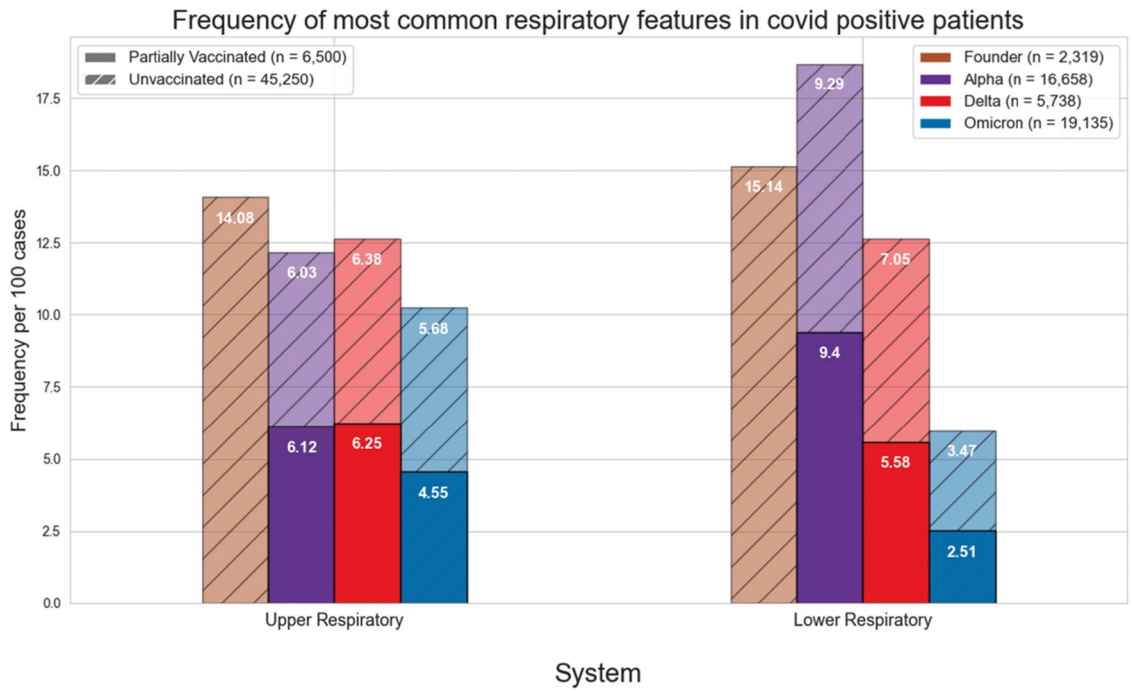 Frequency of most common respiratory features in covid positive patients
Partially Vaccinated (n = 6,500)
Unvaccinated (n = 45,250)
Founder (n = 2,319)
Alpha (n = 16,658)
Delta (n = 5,738)
Omicron (n = 19,135)
Frequency per 100 cases
17.5
15.0
12.5
10.0
7.5
5.0
2.5
0.0
14.08
6.03
6.12
6.38
6.25
5.68
4.55
15.14
9.29
9.4
7.05
5.58
3.47
2.51
Upper Respiratory
Lower Respiratory
System